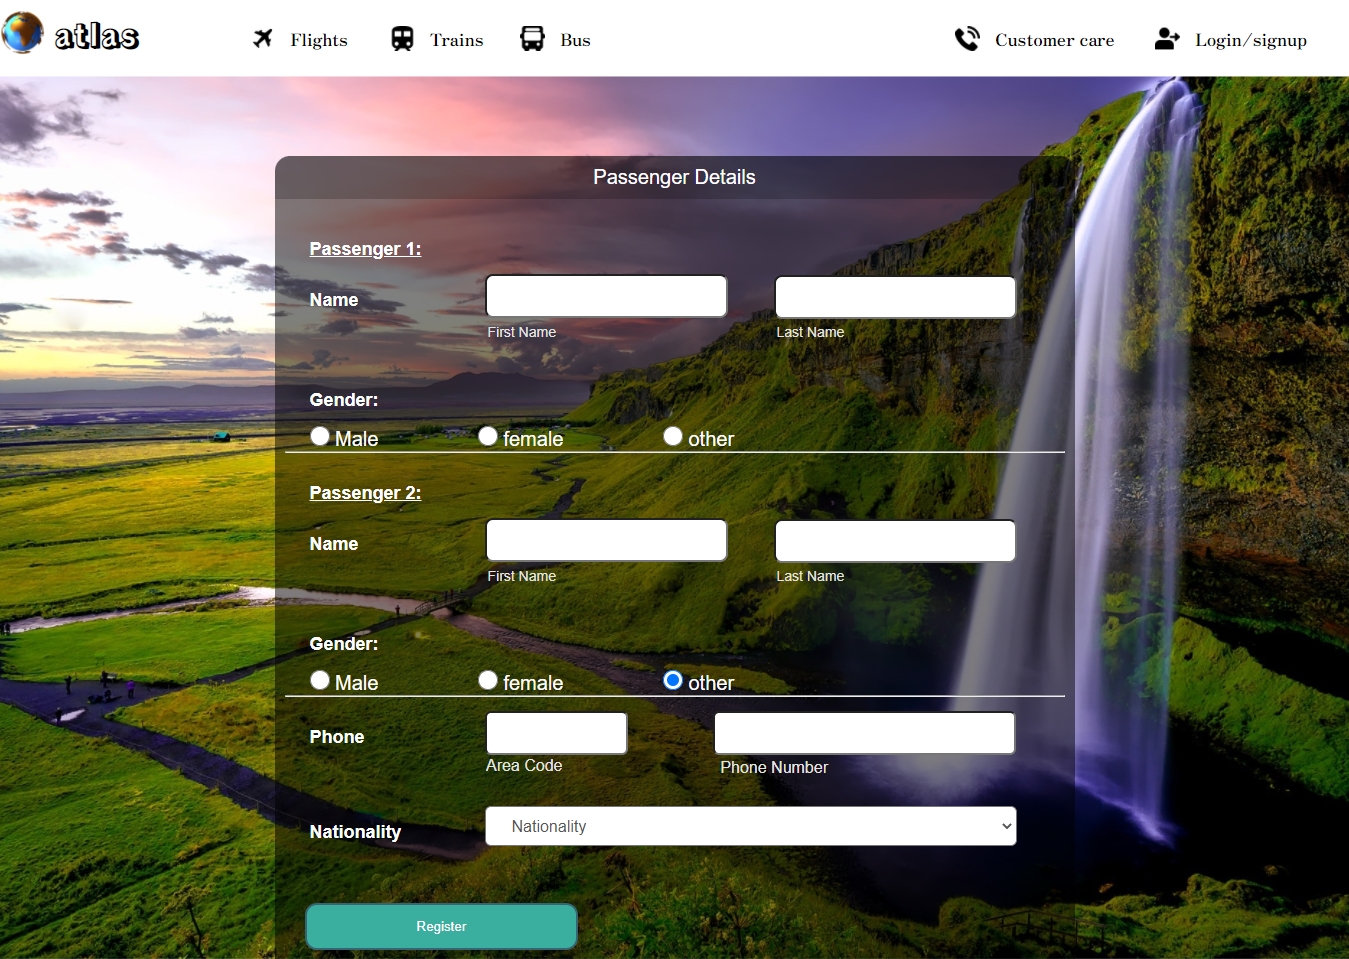 atlas Flights Trains Bus Customer care Login/signup
Passenger Details
Passenger 1:
Name
First Name Last Name
Gender:
Male female other
Passenger 2:
Name
First Name Last Name
Gender:
Male female other
Phone
Area Code Phone Number
Nationality Nationality
Register